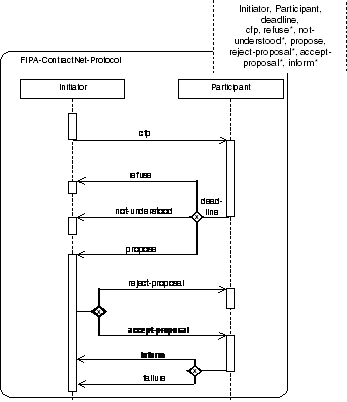 Initiator, Participant,
deadline,
cfp, refuse*, not-
understood*, propose,
reject-proposal*, accept-
proposal*, inform*
FIPA-ContractNet-Protocol
Initiator
Participant
cfp
refuse
dead-
line
not-understood
propose
reject-proposal
accept-proposal
inform
failure